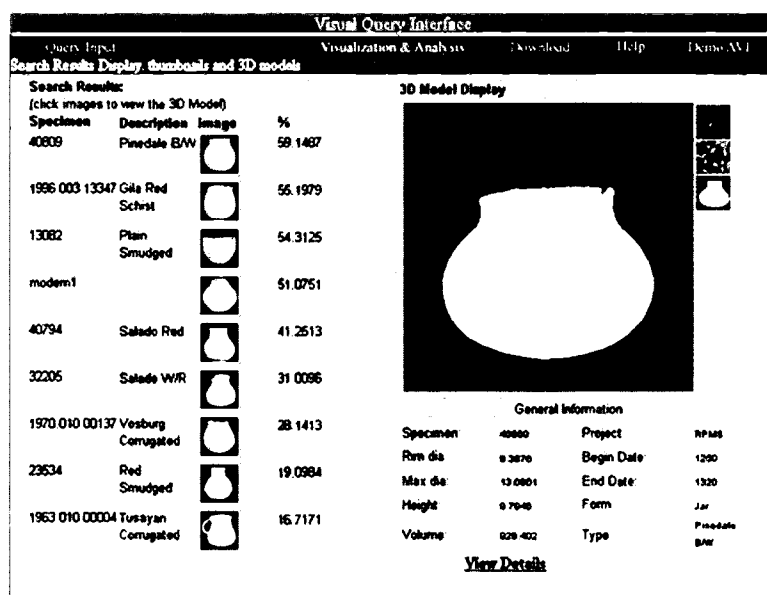 Visual Query Interface
Query Input Visualization & Analysis Download Help Demo AVI
Search Results Display, thumbnails and 3D models
Search Results:
(click images to view the 3D Model)
Specimen Description Image %
40809 Pinedale B/W 59.1487
1996 003 13347 Gila Red Schist 55.1979
13082 Plain Smudged 54.3125
modern1 51.0751
40794 Salado Red 41.2513
32205 Salado W/R 31.0096
1970.010 00137 Vosburg Corrugated 28.1413
23534 Red Smudged 19.0984
1963 010 00004 Tusayan Corrugated 16.7171
3D Model Display
General Information
Specimen: Project RPMS
Rim dia Begin Date:
Max dia: End Date: 1320
Height Form Jar
Volume: Type Pinedale B/W
View Details